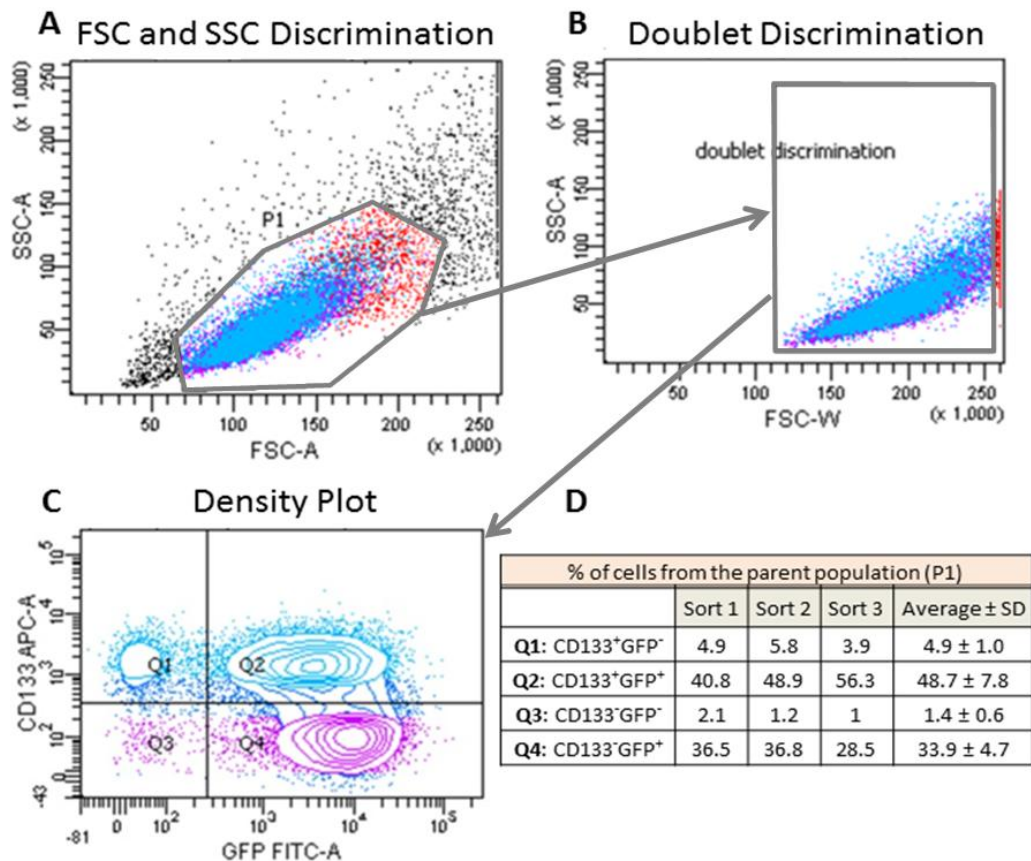 A FSC and SSC Discrimination
(x 1,000)
250
200
150
100
50
SSC-A
P1
50 100 150 200 250
FSC-A (x 1,000)
B Doublet Discrimination
(x 1,000)
250
200
150
100
50
SSC-A
doublet discrimination
50 100 150 200 250
FSC-W (x 1,000)
C Density Plot
CD133 APC-A
10^5
10^4
10^3
10^2
0
-43
Q1 Q2
Q3 Q4
-81 0 10^2 10^3 10^4 10^5
GFP FITC-A
D
% of cells from the parent population (P1)
Sort 1 Sort 2 Sort 3 Average ± SD
Q1: CD133⁺GFP⁻ 4.9 5.8 3.9 4.9 ± 1.0
Q2: CD133⁺GFP⁺ 40.8 48.9 56.3 48.7 ± 7.8
Q3: CD133⁻GFP⁻ 2.1 1.2 1 1.4 ± 0.6
Q4: CD133⁻GFP⁺ 36.5 36.8 28.5 33.9 ± 4.7